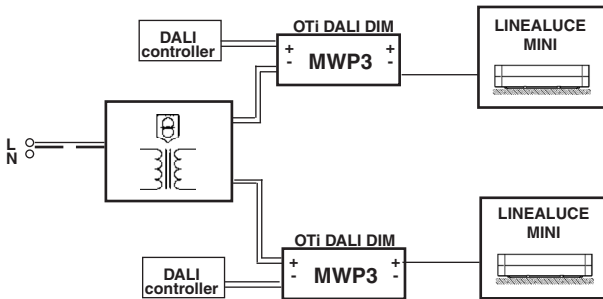 DALI
controller
OTi DALI DIM
+ +
- -
MWP3
LINEALUCE
MINI
L
N
OTi DALI DIM
+ +
- -
MWP3
DALI
controller
LINEALUCE
MINI